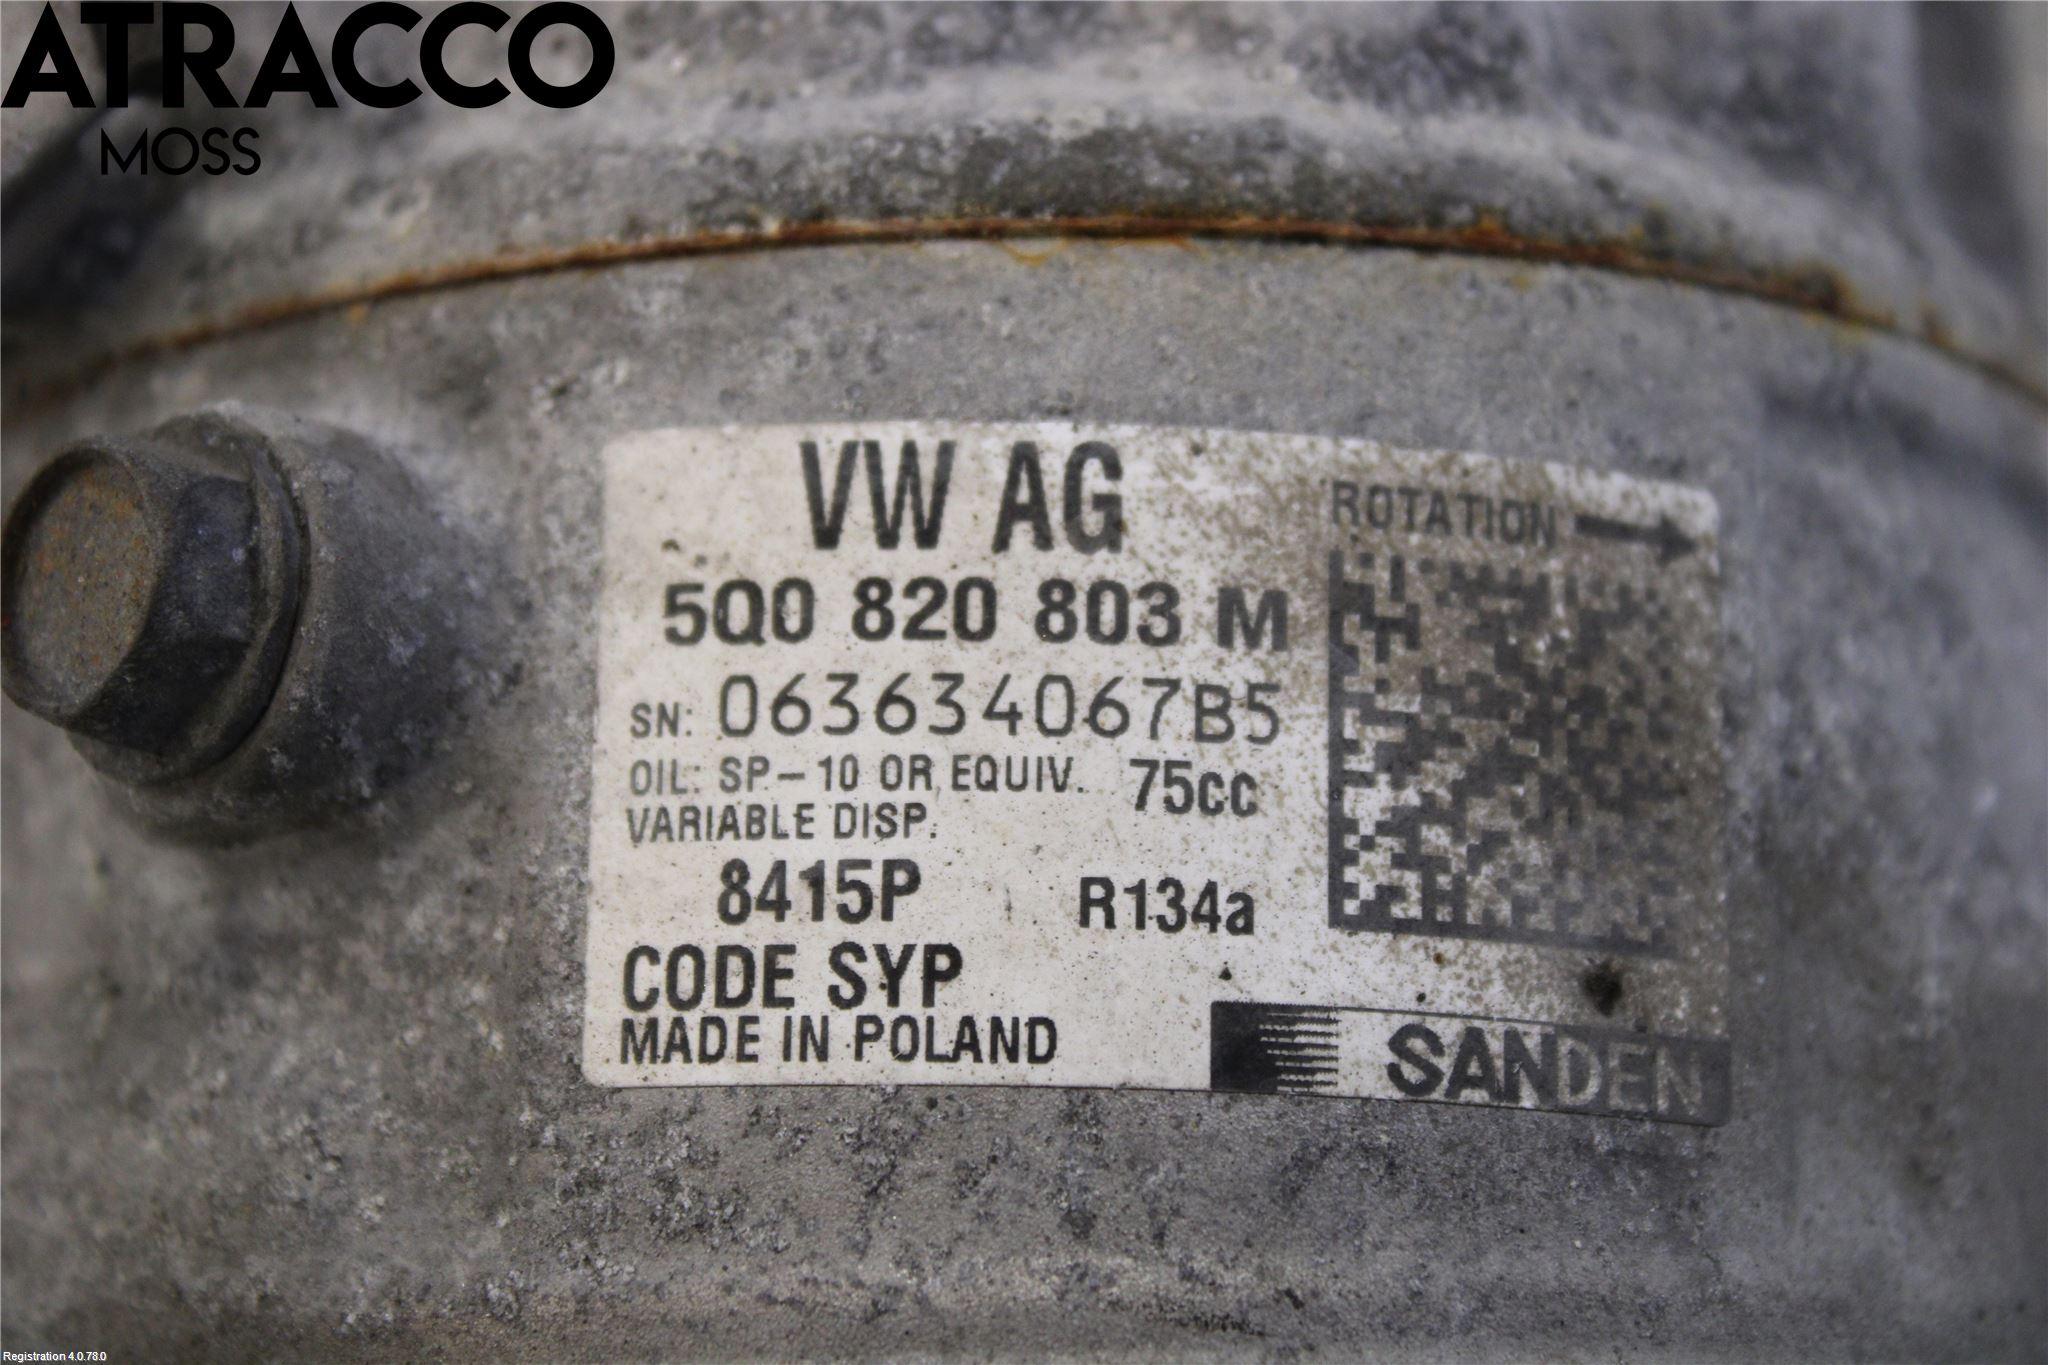 ATRACCO
MOSS
VW AG
ROTATION
5Q0 820 803 M
SN: 063634067B5
OIL: SP-10 OR EQUIV. 75cc
VARIABLE DISP.
8415P R134a
CODE SYP
MADE IN POLAND
SANDEN
Registration 4.0.78.0